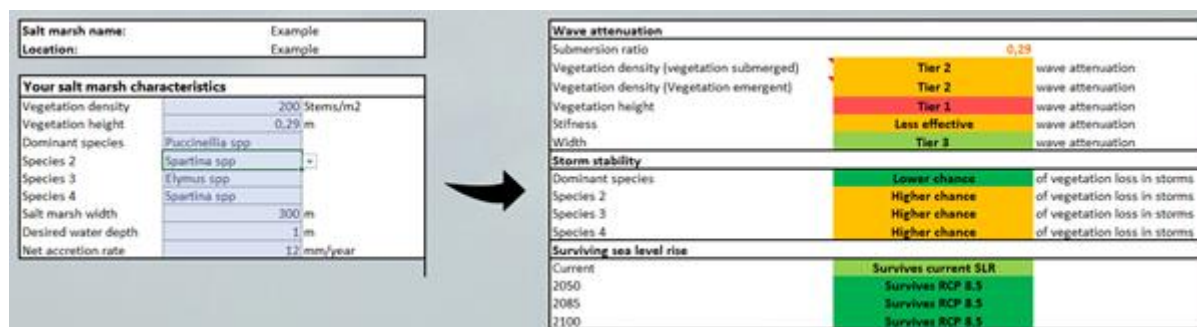 Salt marsh name: Example
Location: Example
Your salt marsh characteristics
Vegetation density 200 Stems/m2
Vegetation height 0,29 m
Dominant species Puccinellia spp
Species 2 Spartina spp
Species 3 Elymus spp
Species 4 Spartina spp
Salt marsh width 300 m
Desired water depth 1 m
Net accretion rate 12 mm/year
Wave attenuation
Submersion ratio 0,29
Vegetation density (vegetation submerged) Tier 2 wave attenuation
Vegetation density (Vegetation emergent) Tier 2 wave attenuation
Vegetation height Tier 1 wave attenuation
Stifness Less effective wave attenuation
Width Tier 3 wave attenuation
Storm stability
Dominant species Lower chance of vegetation loss in storms
Species 2 Higher chance of vegetation loss in storms
Species 3 Higher chance of vegetation loss in storms
Species 4 Higher chance of vegetation loss in storms
Surviving sea level rise
Current Survives current SLR
2050 Survives RCP 8.5
2085 Survives RCP 8.5
2100 Survives RCP 8.5